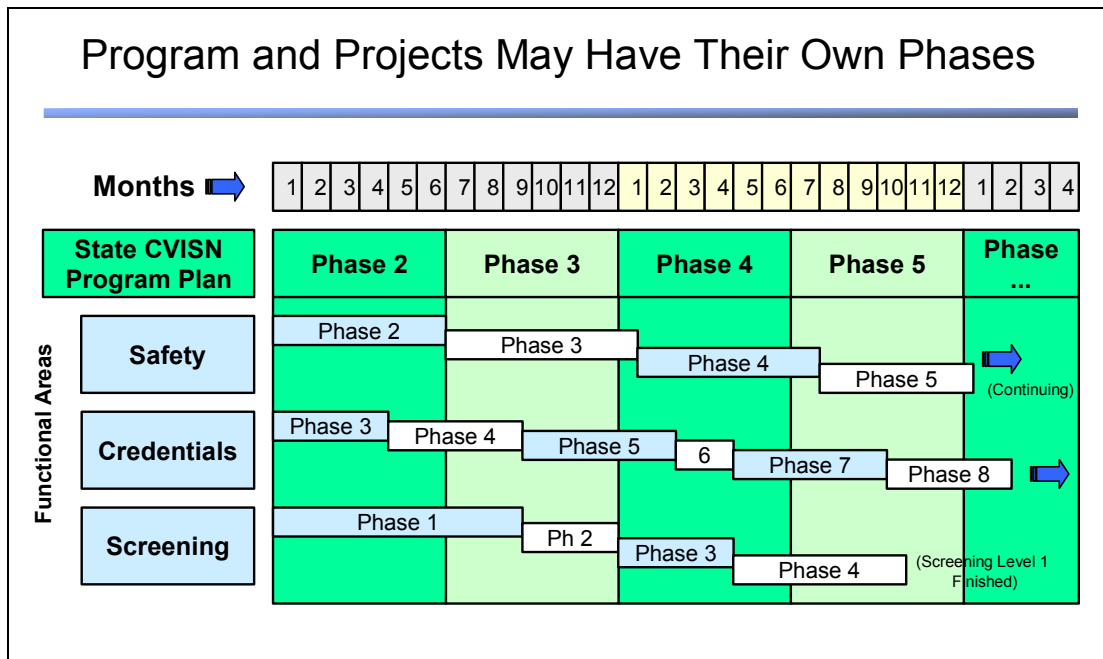 Program and Projects May Have Their Own Phases
Months
1 2 3 4 5 6 7 8 9 10 11 12 1 2 3 4 5 6 7 8 9 10 11 12 1 2 3 4
State CVISN
Program Plan
Phase 2 Phase 3 Phase 4 Phase 5 Phase
...
Functional Areas
Safety
Phase 2
Phase 3
Phase 4
Phase 5
(Continuing)
Credentials
Phase 3
Phase 4
Phase 5
6
Phase 7
Phase 8
Screening
Phase 1
Ph 2
Phase 3
Phase 4
(Screening Level 1
Finished)